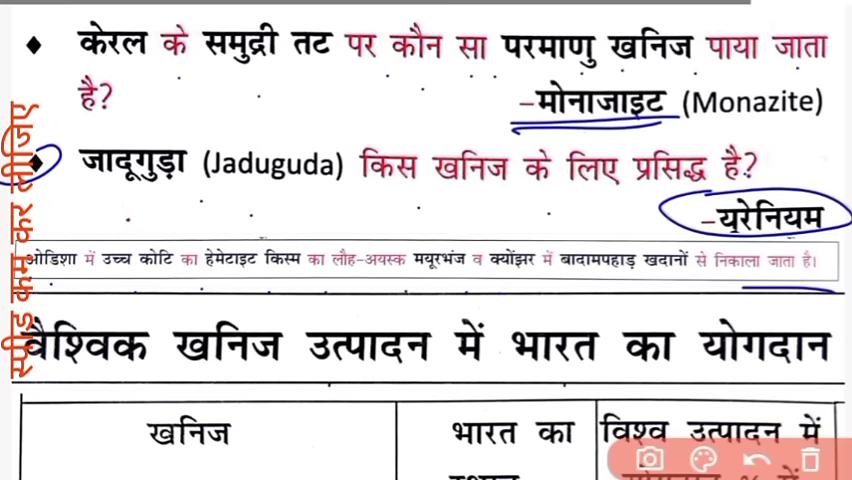 ♦ केरल के समुद्री तट पर कौन सा परमाणु खनिज पाया जाता
है? –मोनाजाइट (Monazite)
♦ जादूगुड़ा (Jaduguda) किस खनिज के लिए प्रसिद्ध है?
–यूरेनियम
ओडिशा में उच्च कोटि का हेमेटाइट किस्म का लौह-अयस्क मयूरभंज व क्योंझर में बादामपहाड़ खदानों से निकाला जाता है।
वैश्विक खनिज उत्पादन में भारत का योगदान
खनिज भारत का विश्व उत्पादन में
स्पीड कम कर लीजिए